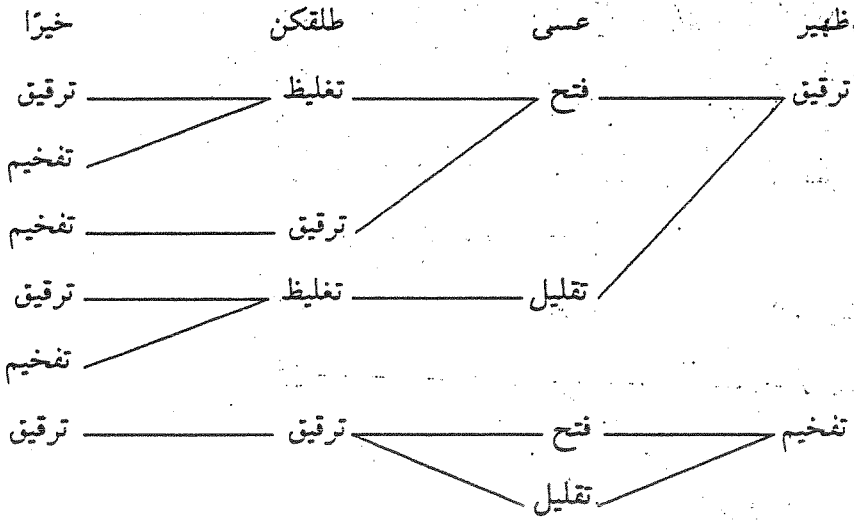 ظهير عسى طلقكن خيرًا
ترقيق فتح تغليظ ترقيق
تفخيم
ترقيق تفخيم
تقليل تغليظ ترقيق
تفخيم
تفخيم فتح ترقيق ترقيق
تقليل